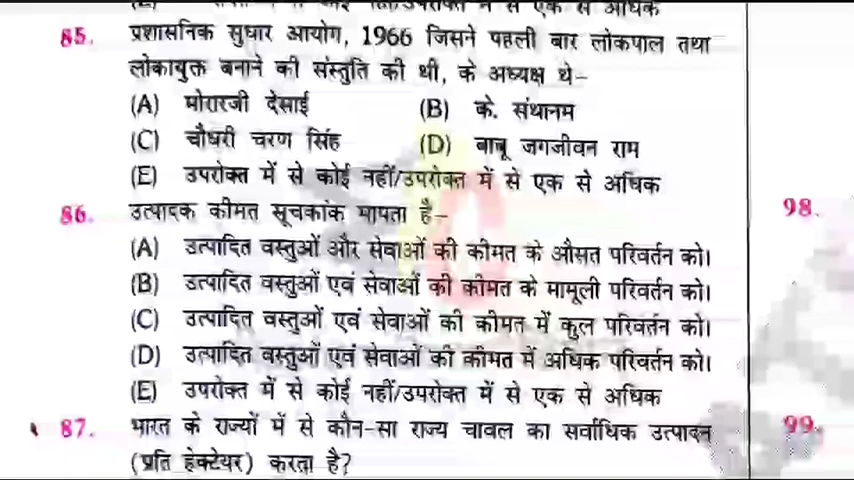 (E) उपरोक्त में से एक से अधिक
85. प्रशासनिक सुधार आयोग, 1966 जिसने पहली बार लोकपाल तथा
लोकायुक्त बनाने की संस्तुति की थी, के अध्यक्ष थे–
(A) मोरारजी देसाई (B) के. संथानम
(C) चौधरी चरण सिंह (D) बाबू जगजीवन राम
(E) उपरोक्त में से कोई नहीं/उपरोक्त में से एक से अधिक
86. उत्पादक कीमत सूचकांक मापता है–
(A) उत्पादित वस्तुओं और सेवाओं की कीमत के औसत परिवर्तन को।
(B) उत्पादित वस्तुओं एवं सेवाओं की कीमत के मामूली परिवर्तन को।
(C) उत्पादित वस्तुओं एवं सेवाओं की कीमत में कुल परिवर्तन को।
(D) उत्पादित वस्तुओं एवं सेवाओं की कीमत में अधिक परिवर्तन को।
(E) उपरोक्त में से कोई नहीं/उपरोक्त में से एक से अधिक
87. भारत के राज्यों में से कौन-सा राज्य चावल का सर्वाधिक उत्पादन
(प्रति हेक्टेयर) करता है?
98.
99.